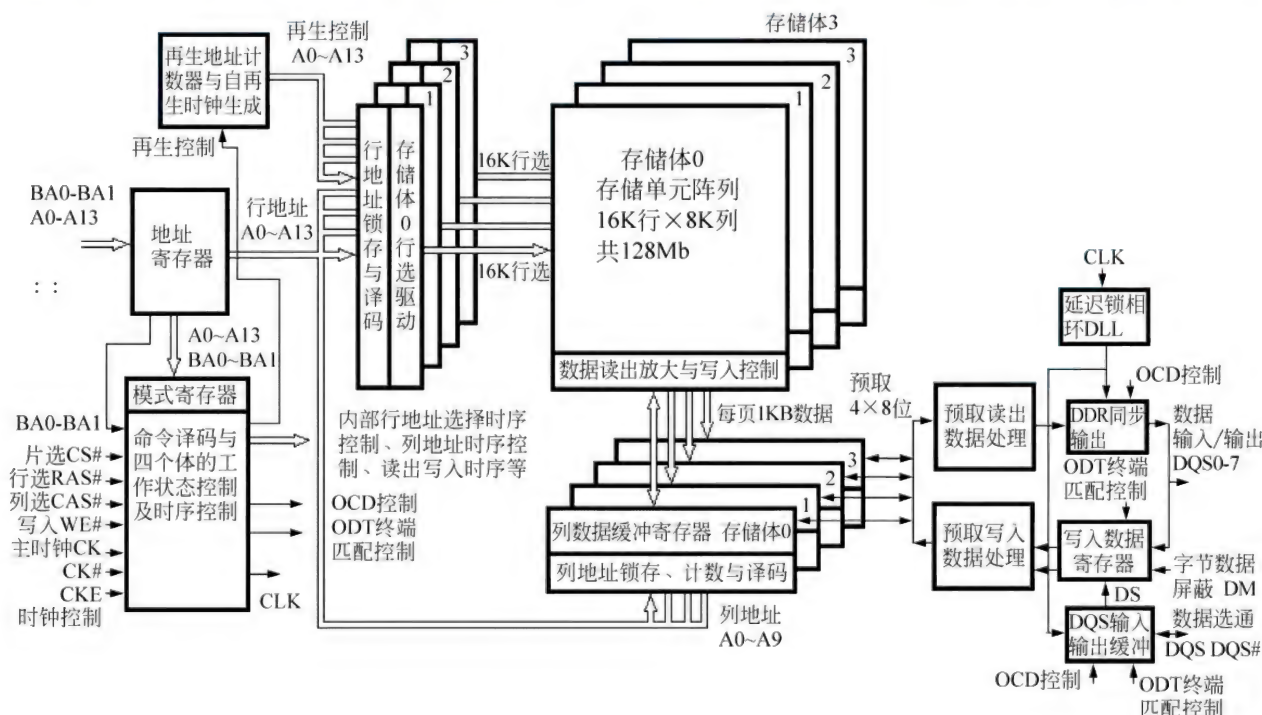 再生控制
A0~A13
存储体3
再生地址计
数器与自再
生时钟生成
再生控制
3
2
1
3
2
1
行地址锁存与译码
存储体0行选驱动
16K行选
16K行选
存储体0
存储单元阵列
16K行×8K列
共128Mb
数据读出放大与写入控制
BA0-BA1
A0-A13
: :
地址
寄存器
行地址
A0~A13
A0~A13
BA0~BA1
模式寄存器
命令译码与
四个体的工
作状态控制
及时序控制
BA0-BA1
片选CS#
行选RAS#
列选CAS#
写入WE#
主时钟CK
CK#
CKE
时钟控制
CLK
内部行地址选择时序
控制、列地址时序控
制、读出写入时序等
OCD控制
ODT终端
匹配控制
每页1KB数据
3
2
1
列数据缓冲寄存器 存储体0
列地址锁存、计数与译码
列地址
A0~A9
预取
4×8位
预取读出
数据处理
预取写入
数据处理
CLK
延迟锁相
环DLL
OCD控制
DDR同步
输出
数据
输入/输出
DQS0-7
ODT终端
匹配控制
写入数据
寄存器
字节数据
屏蔽 DM
DS
DQS输入
输出缓冲
数据选通
DQS DQS#
OCD控制
ODT终端
匹配控制